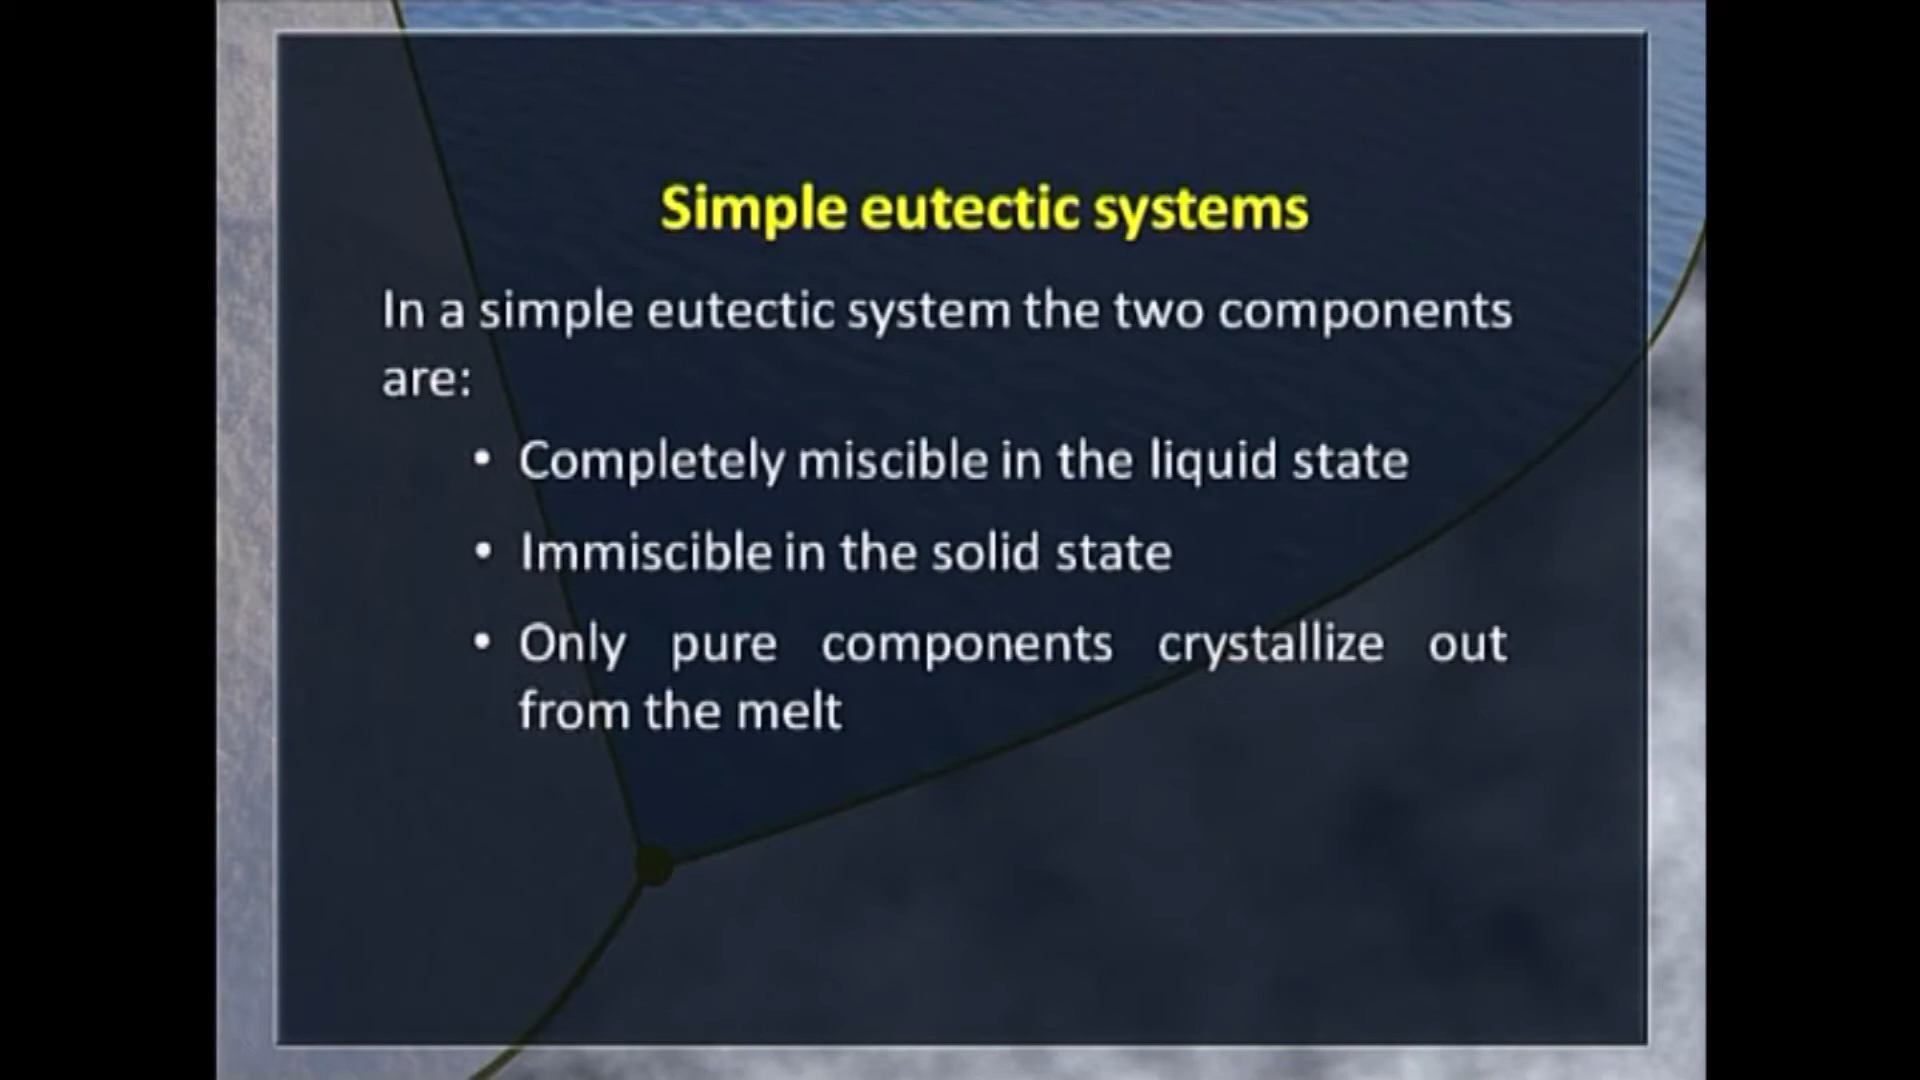 Simple eutectic systems
In a simple eutectic system the two components
are:
• Completely miscible in the liquid state
• Immiscible in the solid state
• Only pure components crystallize out
from the melt